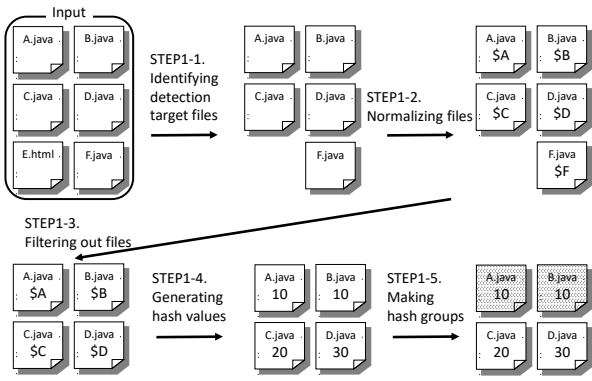 Input
A.java
B.java
C.java
D.java
E.html
F.java
STEP1-1.
Identifying
detection
target files
A.java
B.java
C.java
D.java
F.java
STEP1-2.
Normalizing files
A.java
$A
B.java
$B
C.java
$C
D.java
$D
F.java
$F
STEP1-3.
Filtering out files
A.java
$A
B.java
$B
C.java
$C
D.java
$D
STEP1-4.
Generating
hash values
A.java
10
B.java
10
C.java
20
D.java
30
STEP1-5.
Making
hash groups
A.java
10
B.java
10
C.java
20
D.java
30